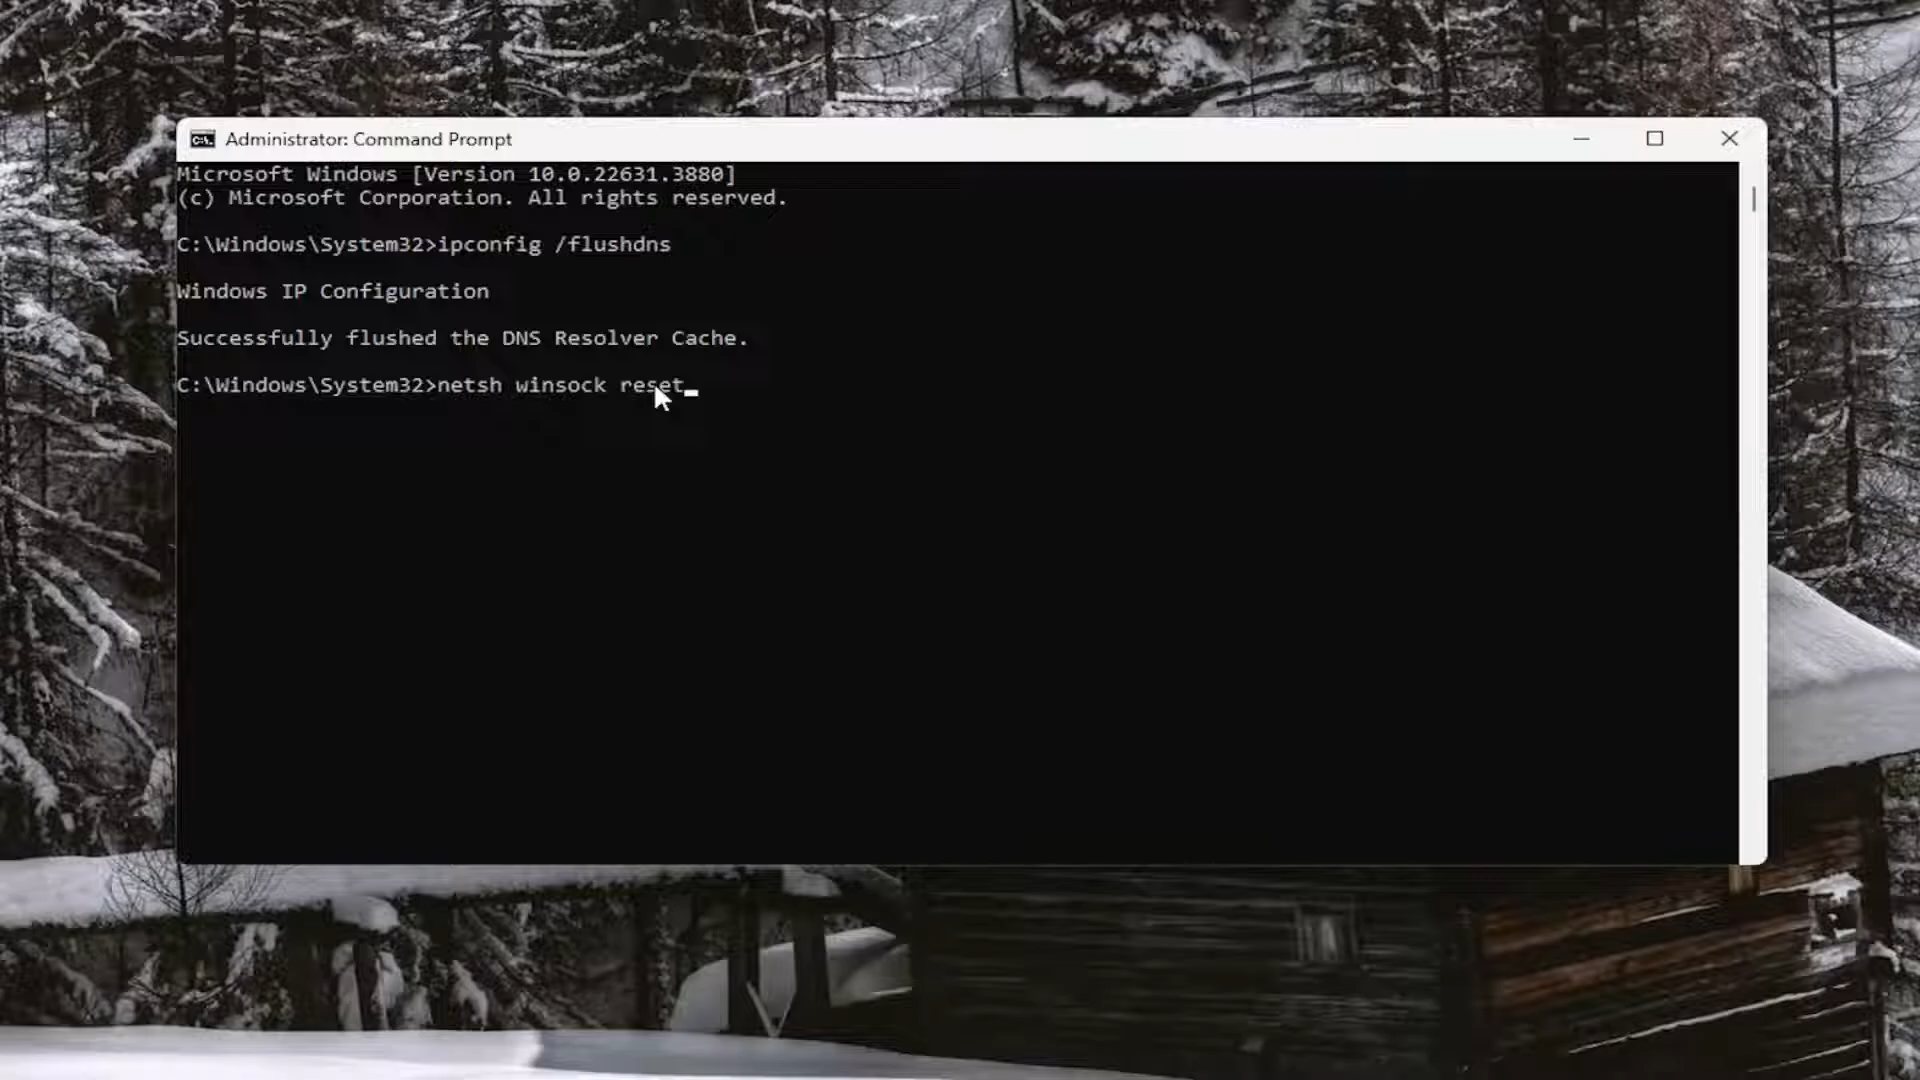 Administrator: Command Prompt
Microsoft Windows [Version 10.0.22631.3880]
(c) Microsoft Corporation. All rights reserved.
C:\Windows\System32>ipconfig /flushdns
Windows IP Configuration
Successfully flushed the DNS Resolver Cache.
C:\Windows\System32>netsh winsock reset